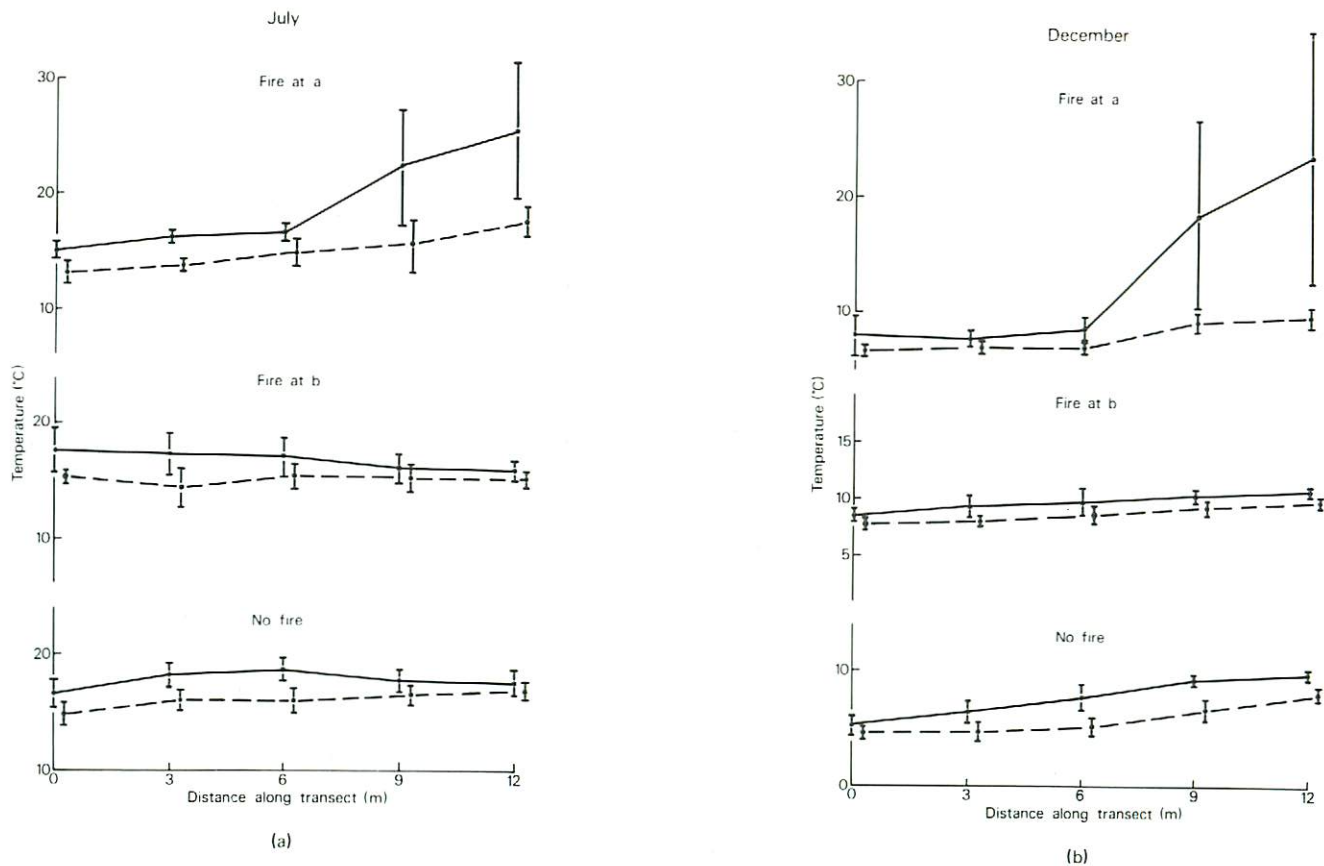 July
Fire at a
30
20
10
Temperature (°C)
Fire at b
20
10
No fire
20
10
0 3 6 9 12
Distance along transect (m)
(a)
December
Fire at a
30
20
10
Temperature (°C)
Fire at b
15
10
5
No fire
10
0
0 3 6 9 12
Distance along transect (m)
(b)